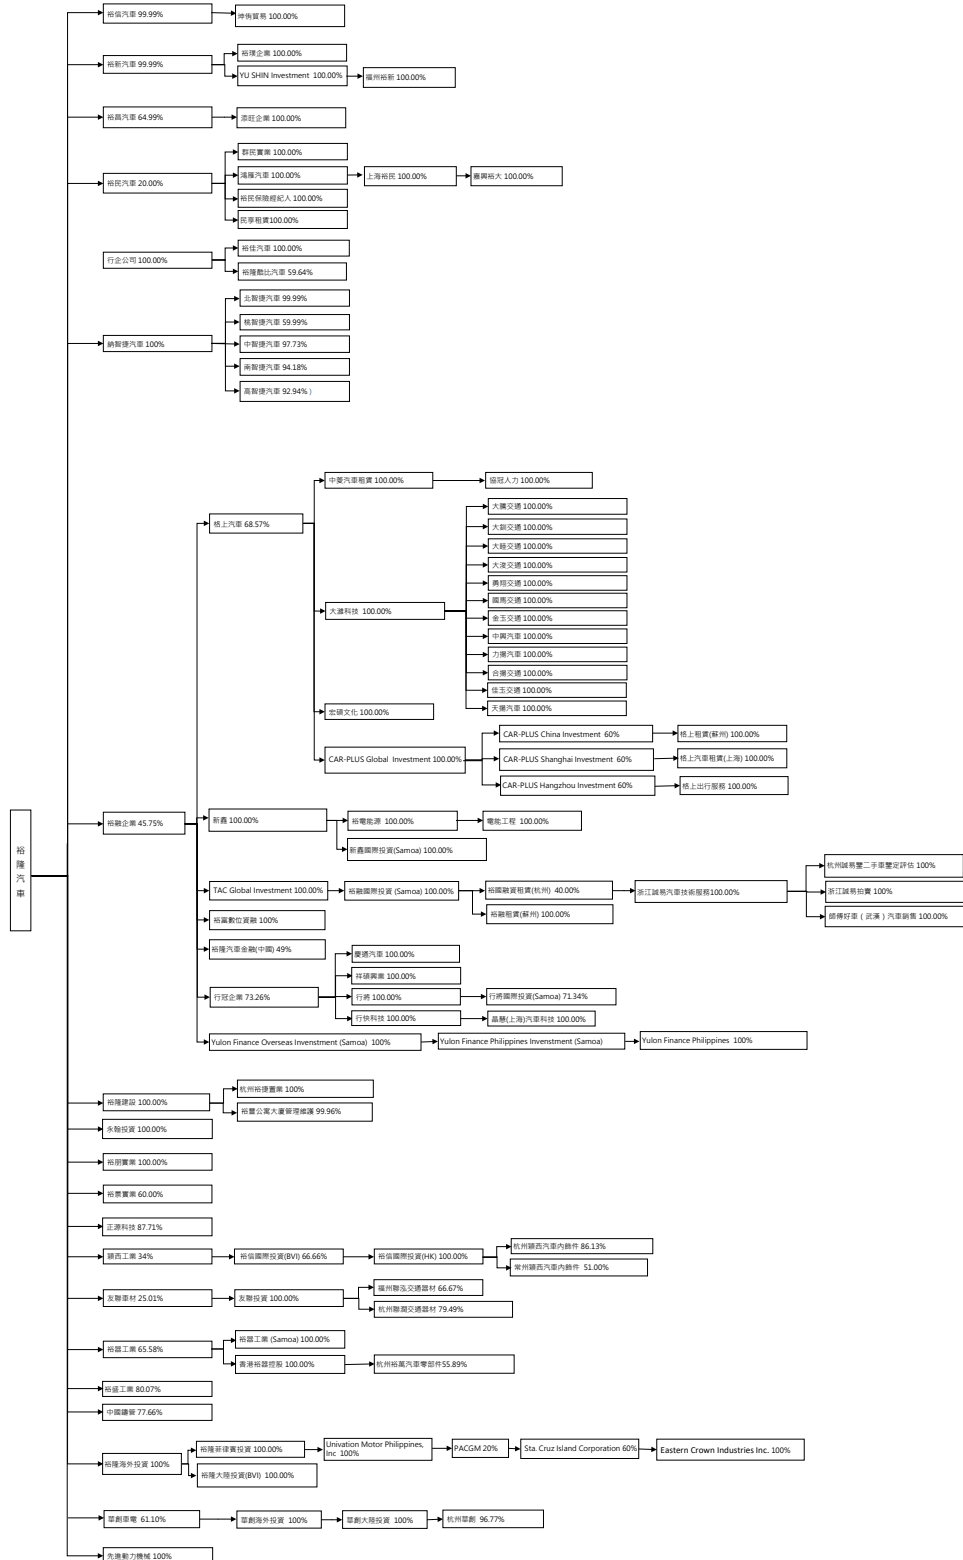 裕信汽車 99.99%
坤侑貿易 100.00%
裕新汽車 99.99%
裕璞企業 100.00%
YU SHIN Investment 100.00%
福州裕新 100.00%
裕昌汽車 64.99%
添旺企業 100.00%
裕民汽車 20.00%
群民實業 100.00%
鴻羅汽車 100.00%
上海裕民 100.00%
嘉興裕大 100.00%
裕民保險經紀人 100.00%
民享租賃100.00%
行企公司 100.00%
裕佳汽車 100.00%
裕隆酷比汽車 59.64%
納智捷汽車 100%
北智捷汽車 99.99%
桃智捷汽車 59.99%
中智捷汽車 97.73%
南智捷汽車 94.18%
高智捷汽車 92.94% )
格上汽車 68.57%
中菱汽車租賃 100.00%
協冠人力 100.00%
大騰交通 100.00%
大釧交通 100.00%
大陸交通 100.00%
大浚交通 100.00%
勇翔交通 100.00%
國馬交通 100.00%
金玉交通 100.00%
中興汽車 100.00%
力揚汽車 100.00%
合揚交通 100.00%
佳玉交通 100.00%
天揚汽車 100.00%
科技 100.00%
宏碩文化 100.00%
CAR-PLUS Global Investment 100.00%
CAR-PLUS China Investment 60%
格上租賃(蘇州) 100.00%
CAR-PLUS Shanghai Investment 60%
格上汽車租賃(上海) 100.00%
CAR-PLUS Hangzhou Investment 60%
格上出行服務 100.00%
裕隆汽車
裕融企業 45.75%
新鑫 100.00%
裕電能源 100.00%
電能工程 100.00%
新鑫國際投資(Samoa) 100.00%
TAC Global Investment 100.00%
裕融國際投資 (Samoa) 100.00%
裕國融資租賃(杭州) 40.00%
浙江誠易汽車技術服務100.00%
杭州誠易鑒二手車鑒定評估 100%
浙江誠易拍賣 100%
師傅好車(武漢)汽車銷售 100.00%
裕融租賃(蘇州) 100.00%
裕富數位資融 100%
裕隆汽車金融(中國) 49%
行冠企業 73.26%
慶通汽車 100.00%
祥碩興業 100.00%
行將 100.00%
行將國際投資(Samoa) 71.34%
行快科技 100.00%
晶慧(上海)汽車科技 100.00%
Yulon Finance Overseas Invenstment (Samoa) 100%
Yulon Finance Philippines Invenstment (Samoa)
Yulon Finance Philippines 100%
裕隆建設 100.00%
杭州裕捷置業 100%
裕豐公寓大廈管理維護 99.96%
永翰投資 100.00%
裕朋實業 100.00%
裕景實業 60.00%
正源科技 87.71%
穎西工業 34%
裕信國際投資(BVI) 66.66%
裕信國際投資(HK) 100.00%
杭州穎西汽車內飾件 86.13%
常州穎西汽車內飾件 51.00%
友聯車材 25.01%
友聯投資 100.00%
福州聯泓交通器材 66.67%
杭州聯潤交通器材 79.49%
裕器工業 65.58%
裕器工業 (Samoa) 100.00%
香港裕器控股 100.00%
杭州裕萬汽車零部件55.89%
裕盛工業 80.07%
中國鑄管 77.66%
裕隆海外投資 100%
裕隆菲律賓投資 100.00%
Univation Motor Philippines,
Inc 100%
PACGM 20%
Sta. Cruz Island Corporation 60%
Eastern Crown Industries Inc. 100%
裕隆大陸投資(BVI) 100.00%
華創車電 61.10%
華創海外投資 100%
華創大陸投資 100%
杭州華創 96.77%
先進動力機械 100%